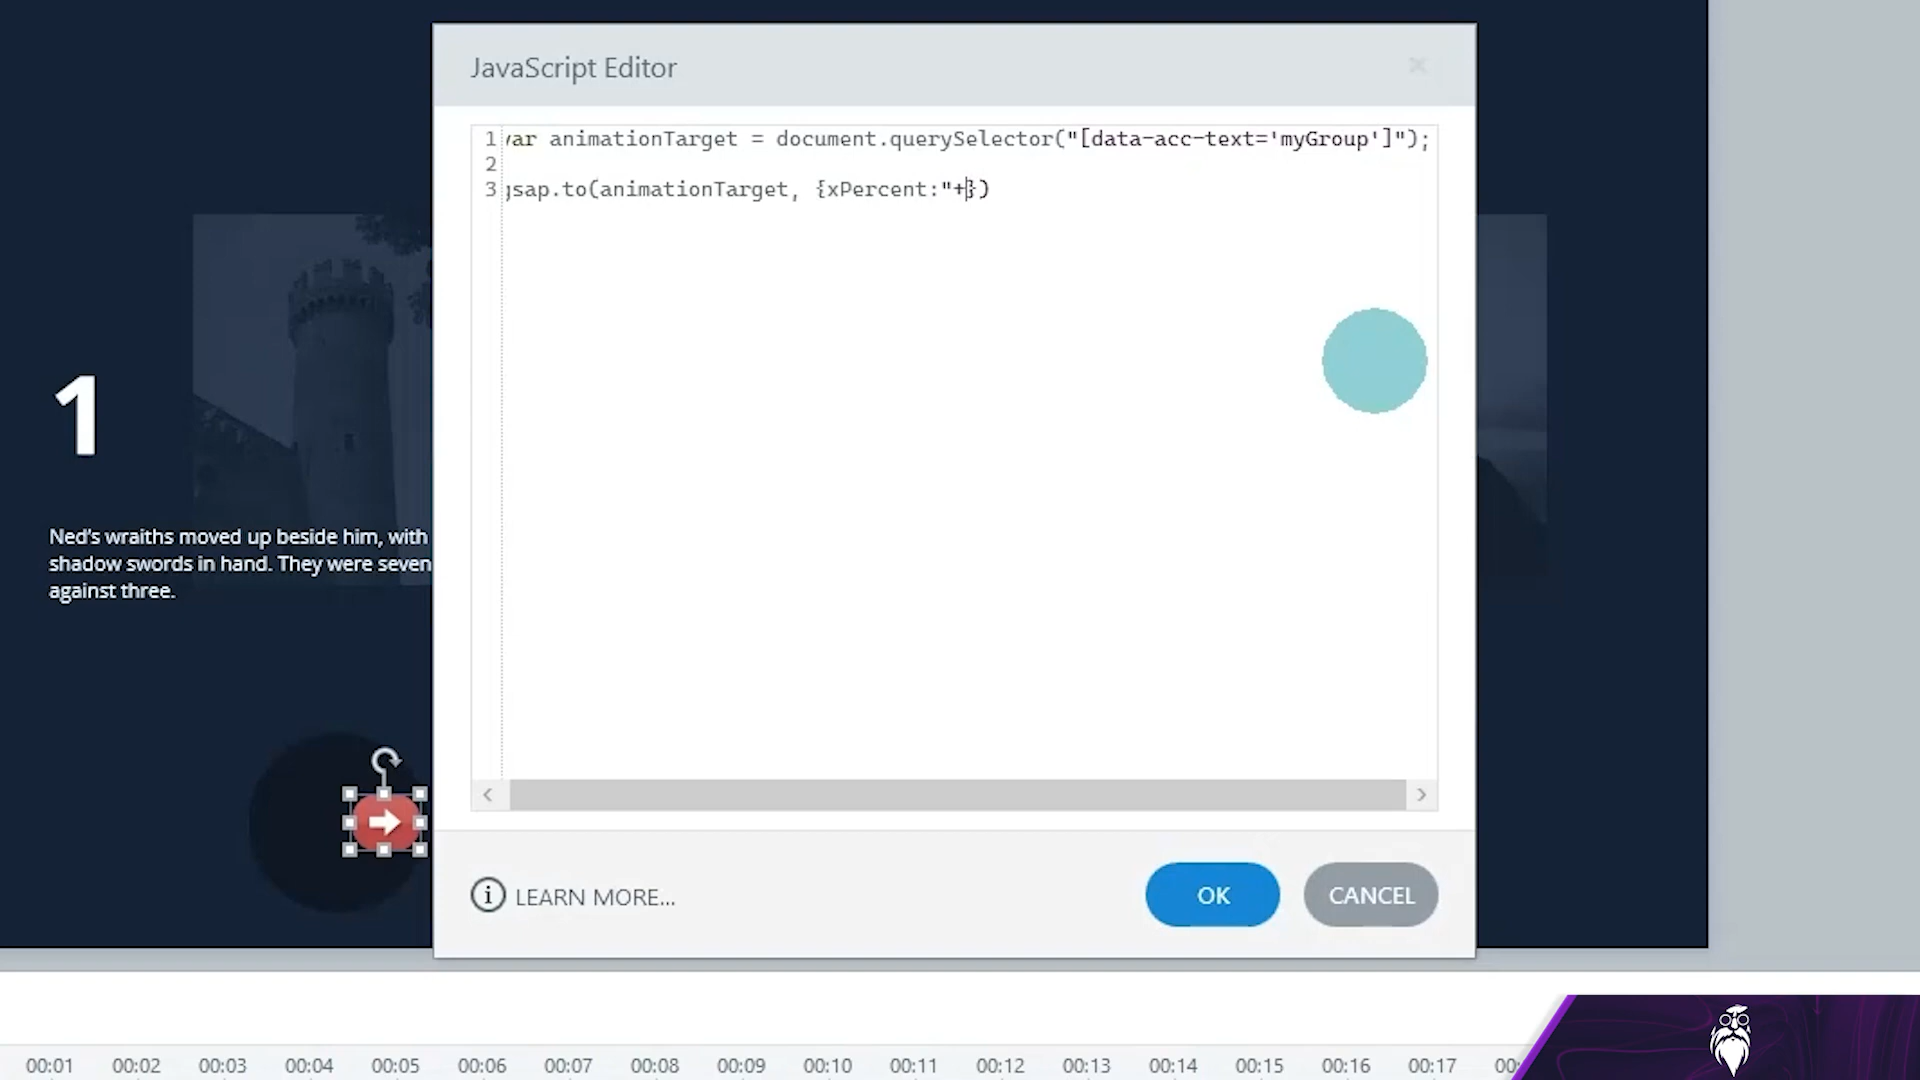 JavaScript Editor
1 var animationTarget = document.querySelector("[data-acc-text='myGroup']");
2
3 gsap.to(animationTarget, {xPercent:"+})
1
Ned's wraiths moved up beside him, with
shadow swords in hand. They were seven
against three.
LEARN MORE...
OK
CANCEL
00:01 00:02 00:03 00:04 00:05 00:06 00:07 00:08 00:09 00:10 00:11 00:12 00:13 00:14 00:15 00:16 00:17 00: